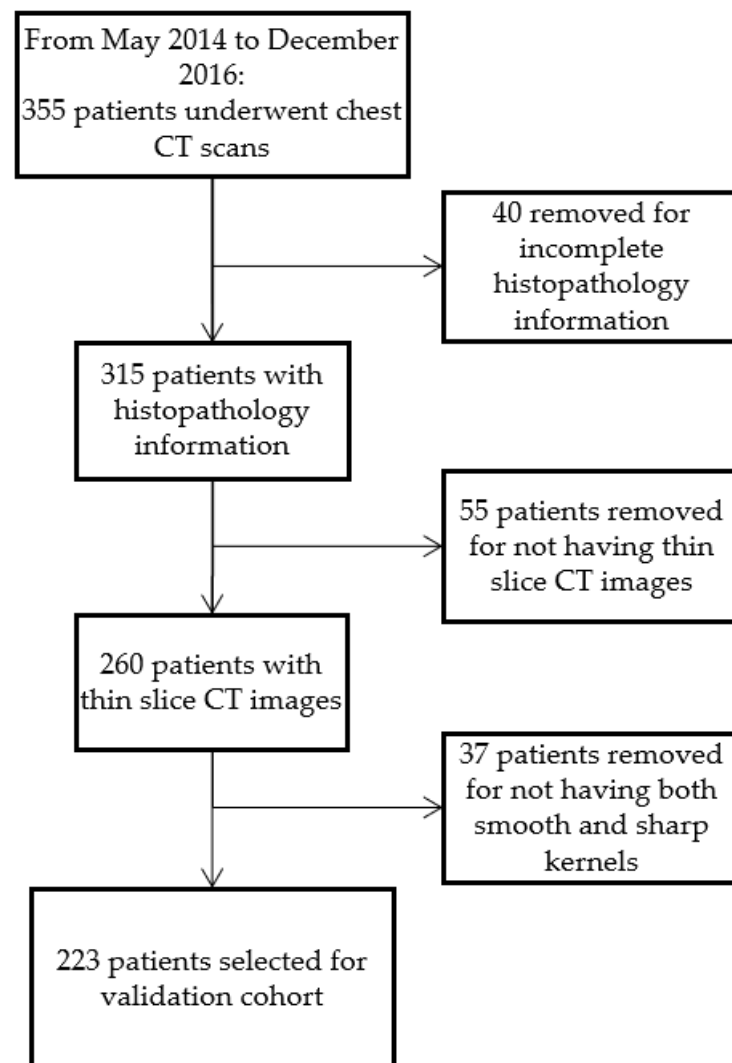 From May 2014 to December
2016:
355 patients underwent chest
CT scans
40 removed for
incomplete
histopathology
information
315 patients with
histopathology
information
55 patients removed
for not having thin
slice CT images
260 patients with
thin slice CT images
37 patients removed
for not having both
smooth and sharp
kernels
223 patients selected for
validation cohort